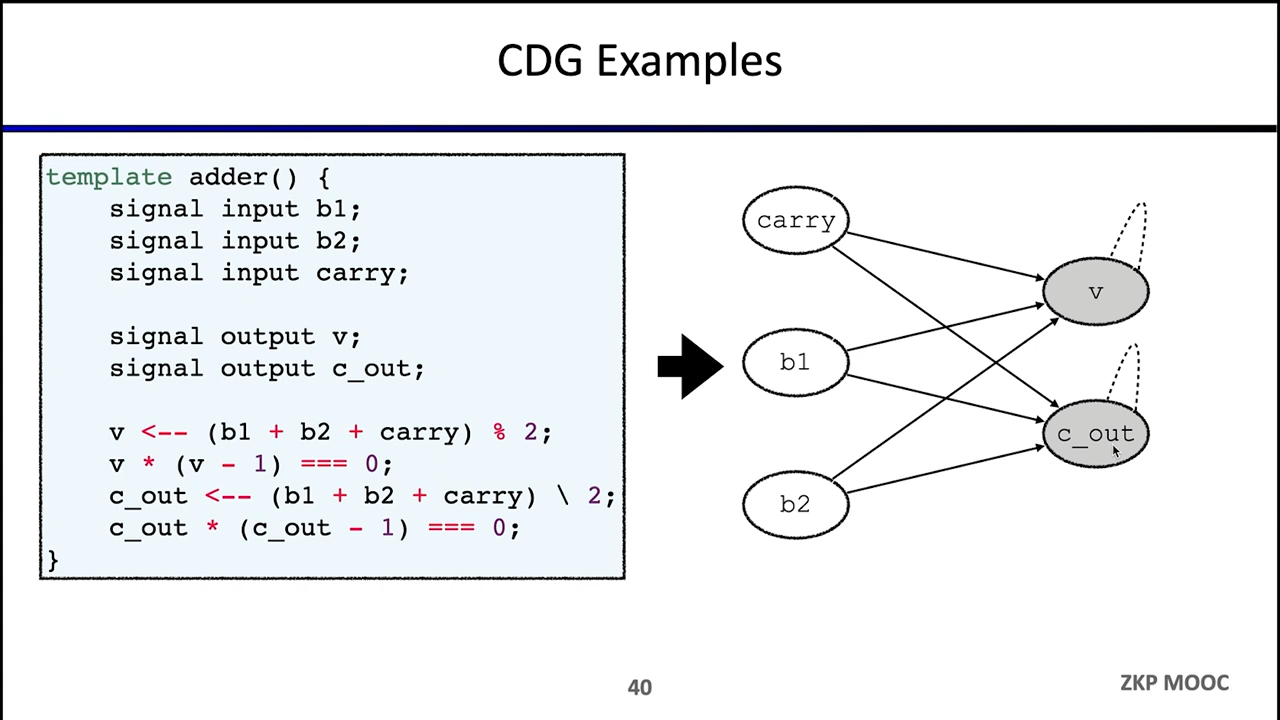 CDG Examples
template adder() {
    signal input b1;
    signal input b2;
    signal input carry;
    signal output v;
    signal output c_out;
    v <-- (b1 + b2 + carry) % 2;
    v * (v - 1) === 0;
    c_out <-- (b1 + b2 + carry) \ 2;
    c_out * (c_out - 1) === 0;
}
carry
v
b1
c_out
b2
40
ZKP MOOC